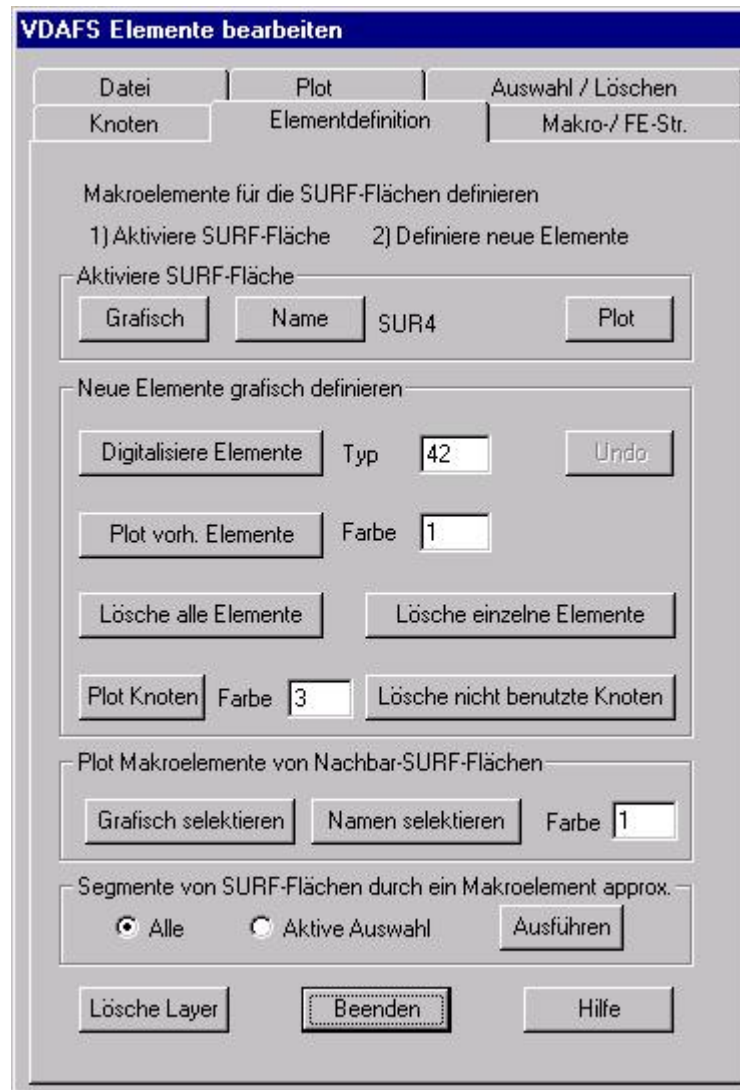 VDAFS Elemente bearbeiten
Datei Plot Auswahl / Löschen
Knoten Elementdefinition Makro-/ FE-Str.
Makroelemente für die SURF-Flächen definieren
1) Aktiviere SURF-Fläche 2) Definiere neue Elemente
Aktiviere SURF-Fläche
Grafisch Name SUR4 Plot
Neue Elemente grafisch definieren
Digitalisiere Elemente Typ 42 Undo
Plot vorh. Elemente Farbe 1
Lösche alle Elemente Lösche einzelne Elemente
Plot Knoten Farbe 3 Lösche nicht benutzte Knoten
Plot Makroelemente von Nachbar-SURF-Flächen
Grafisch selektieren Namen selektieren Farbe 1
Segmente von SURF-Flächen durch ein Makroelement approx.
Alle Aktive Auswahl Ausführen
Lösche Layer Beenden Hilfe